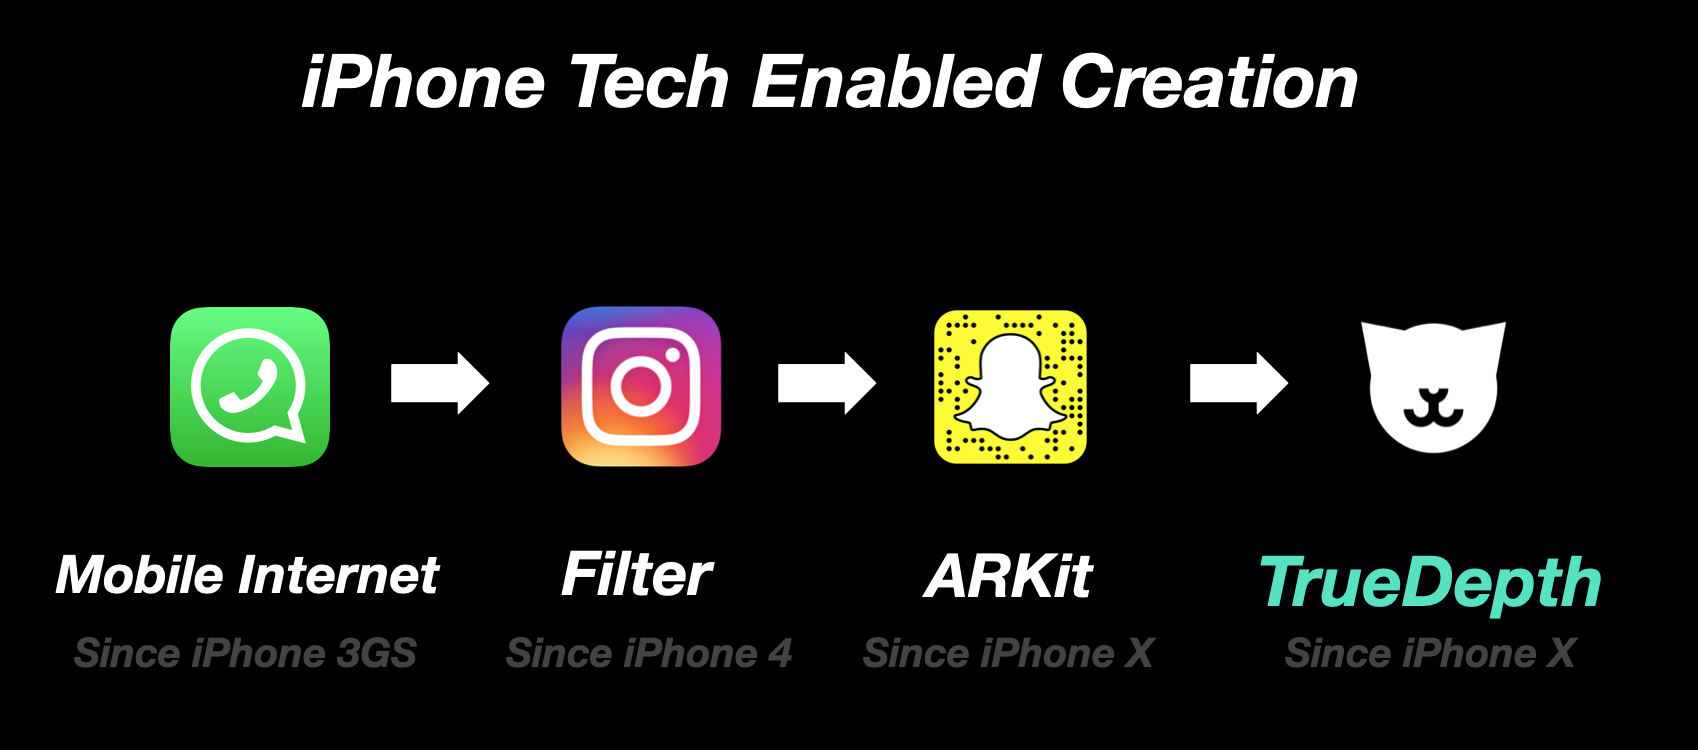 iPhone Tech Enabled Creation
Mobile Internet
Since iPhone 3GS
Filter
Since iPhone 4
ARKit
Since iPhone X
TrueDepth
Since iPhone X